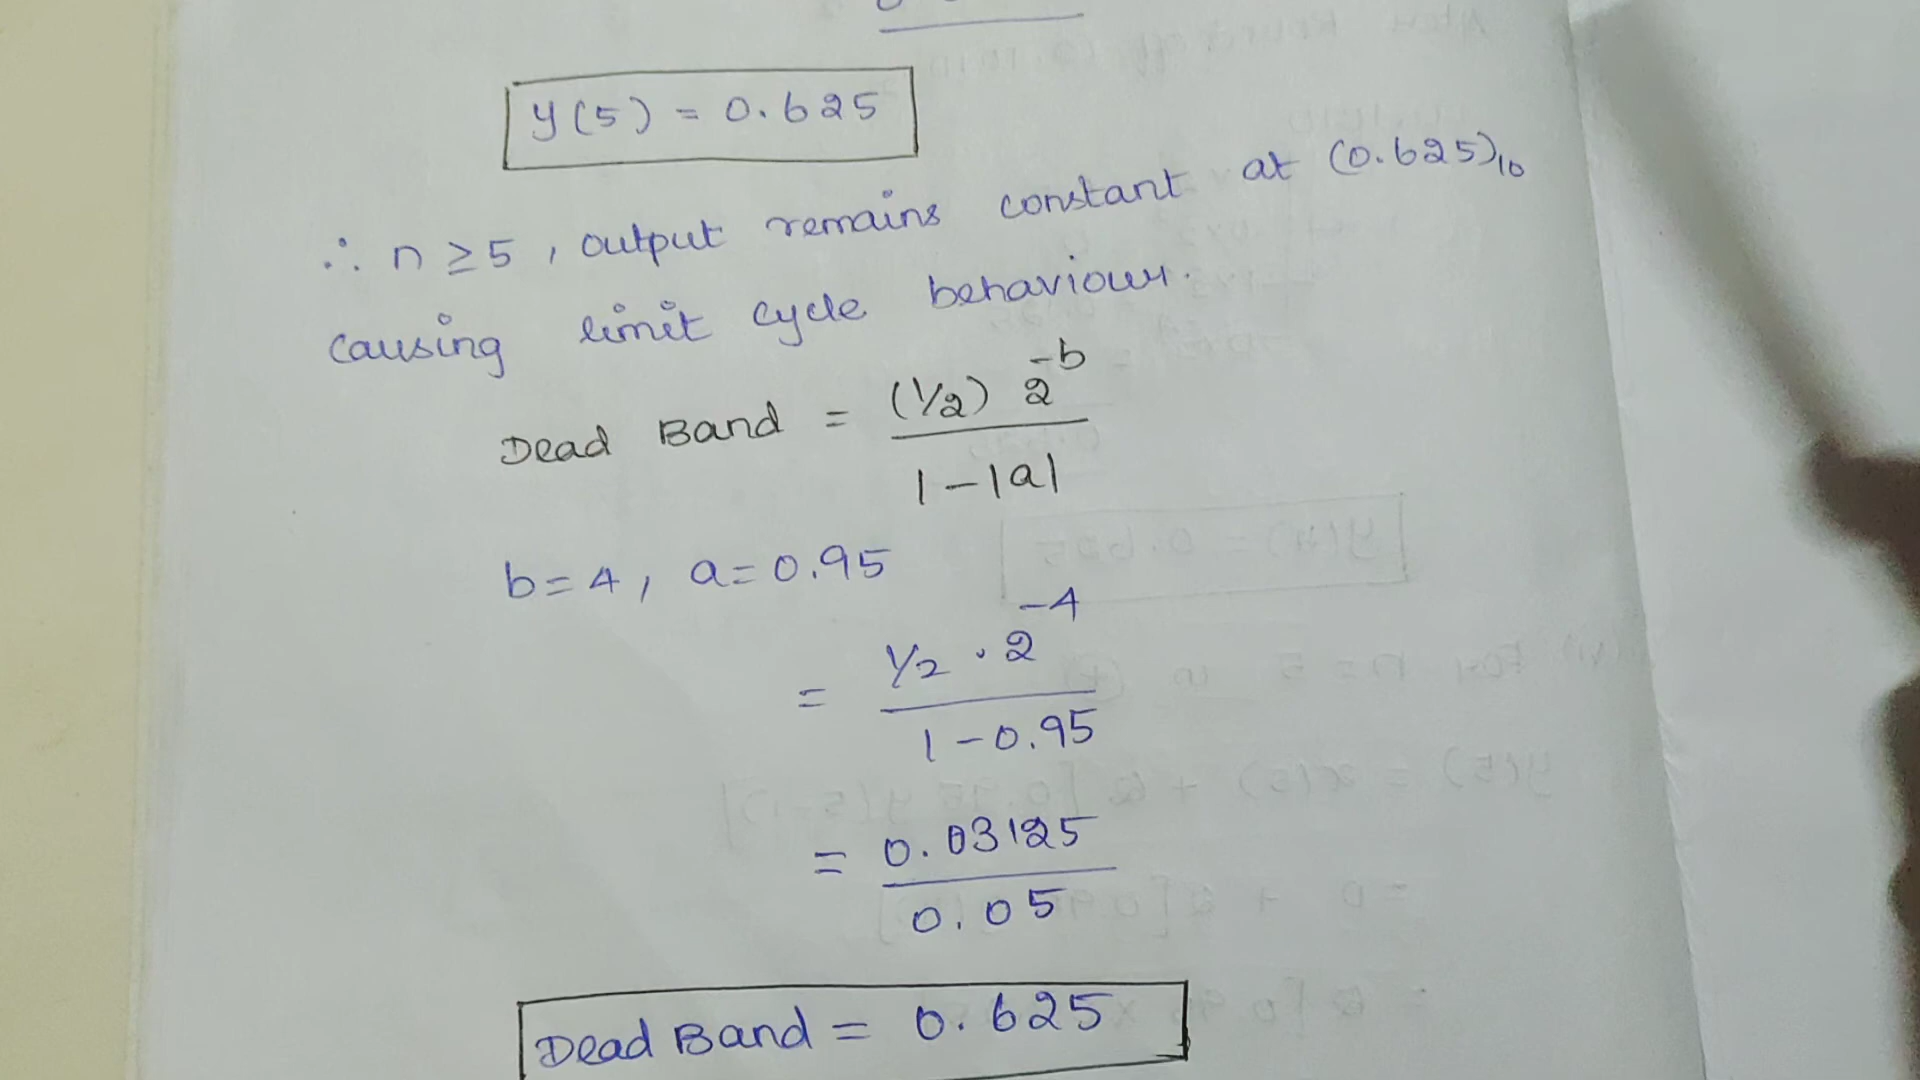 y(5) = 0.625
∴ n ≥ 5, output remains constant at (0.625)₁₀
causing limit cycle behaviour.
Dead Band = (1/2) 2^-b / 1-|a|
b=4, a=0.95
= 1/2 . 2^-4 / 1-0.95
= 0.03125 / 0.05
Dead Band = 0.625